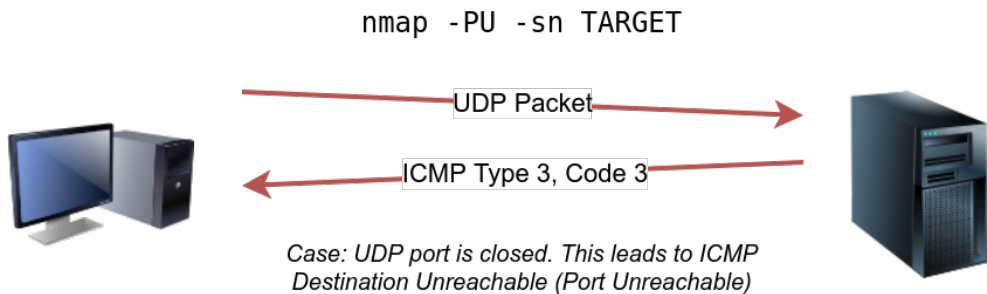 nmap -PU -sn TARGET
UDP Packet
ICMP Type 3, Code 3
Case: UDP port is closed. This leads to ICMP
Destination Unreachable (Port Unreachable)